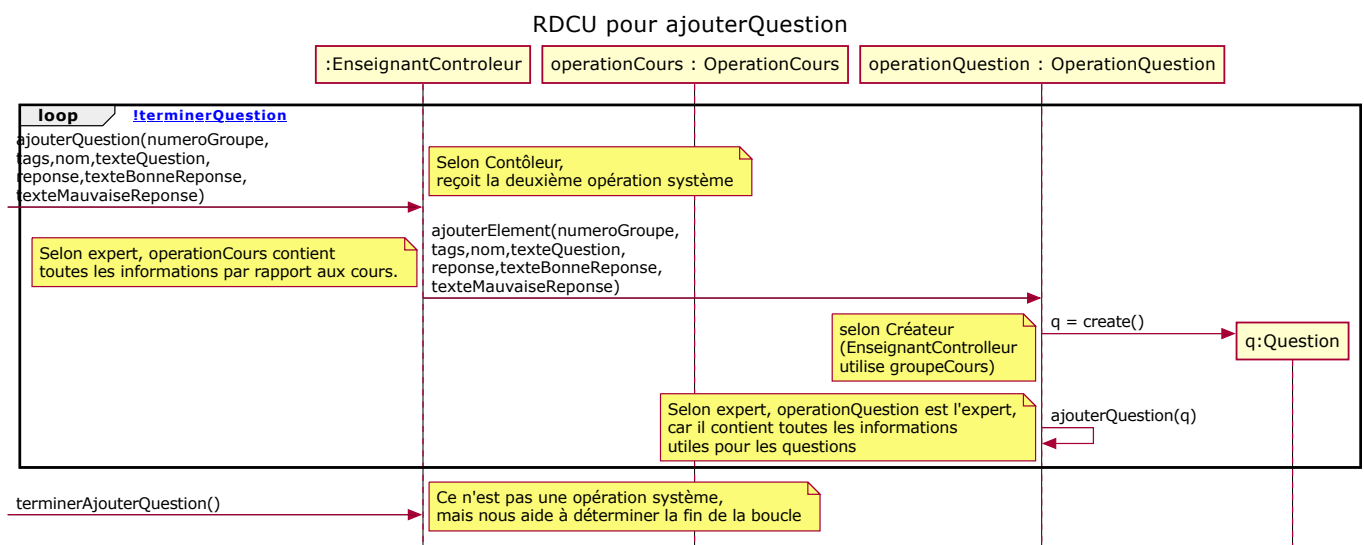 RDCU pour ajouterQuestion
:EnseignantControleur
operationCours : OperationCours
operationQuestion : OperationQuestion
loop
!terminerQuestion
ajouterQuestion(numeroGroupe,
tags,nom,texteQuestion,
reponse,texteBonneReponse,
texteMauvaiseReponse)
Selon Contôleur,
reçoit la deuxième opération système
Selon expert, operationCours contient
toutes les informations par rapport aux cours.
ajouterElement(numeroGroupe,
tags,nom,texteQuestion,
reponse,texteBonneReponse,
texteMauvaiseReponse)
selon Créateur
(EnseignantControlleur
utilise groupeCours)
q = create()
q:Question
Selon expert, operationQuestion est l'expert,
car il contient toutes les informations
utiles pour les questions
ajouterQuestion(q)
terminerAjouterQuestion()
Ce n'est pas une opération système,
mais nous aide à déterminer la fin de la boucle